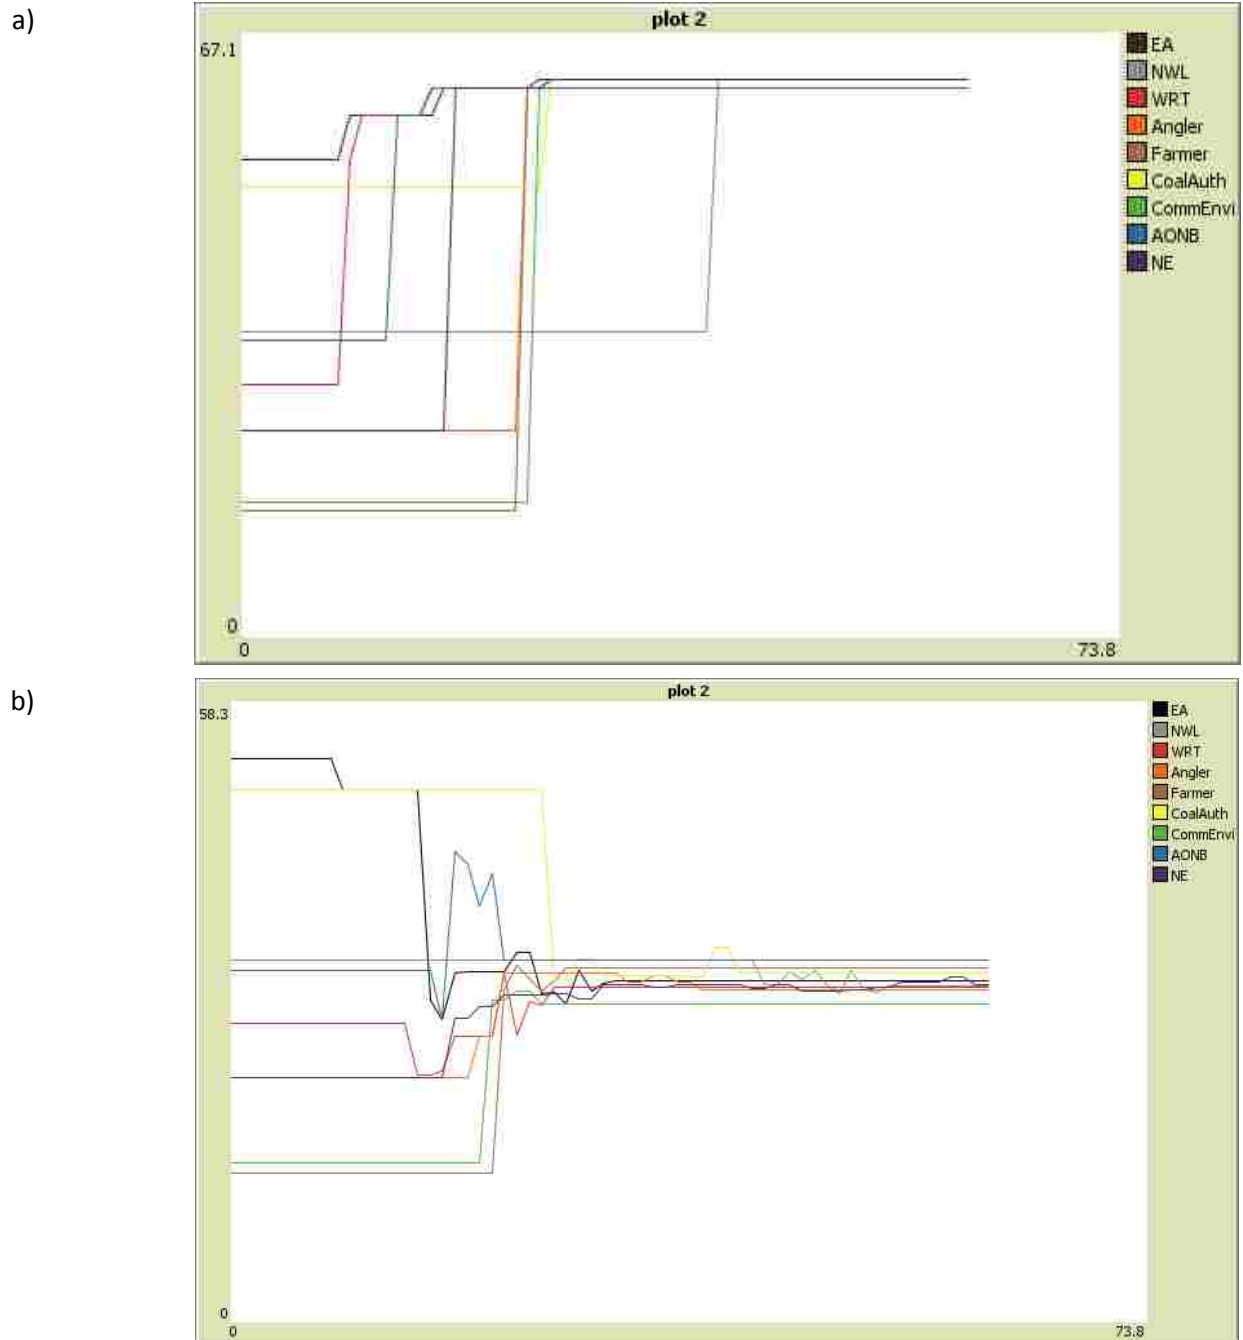 a)
plot 2
67.1
EA
NWL
WRT
Angler
Farmer
CoalAuth
CommEnvi
AONB
NE
0
0 73.8
b)
plot 2
58.3
EA
NWL
WRT
Angler
Farmer
CoalAuth
CommEnvi
AONB
NE
0
0 73.8